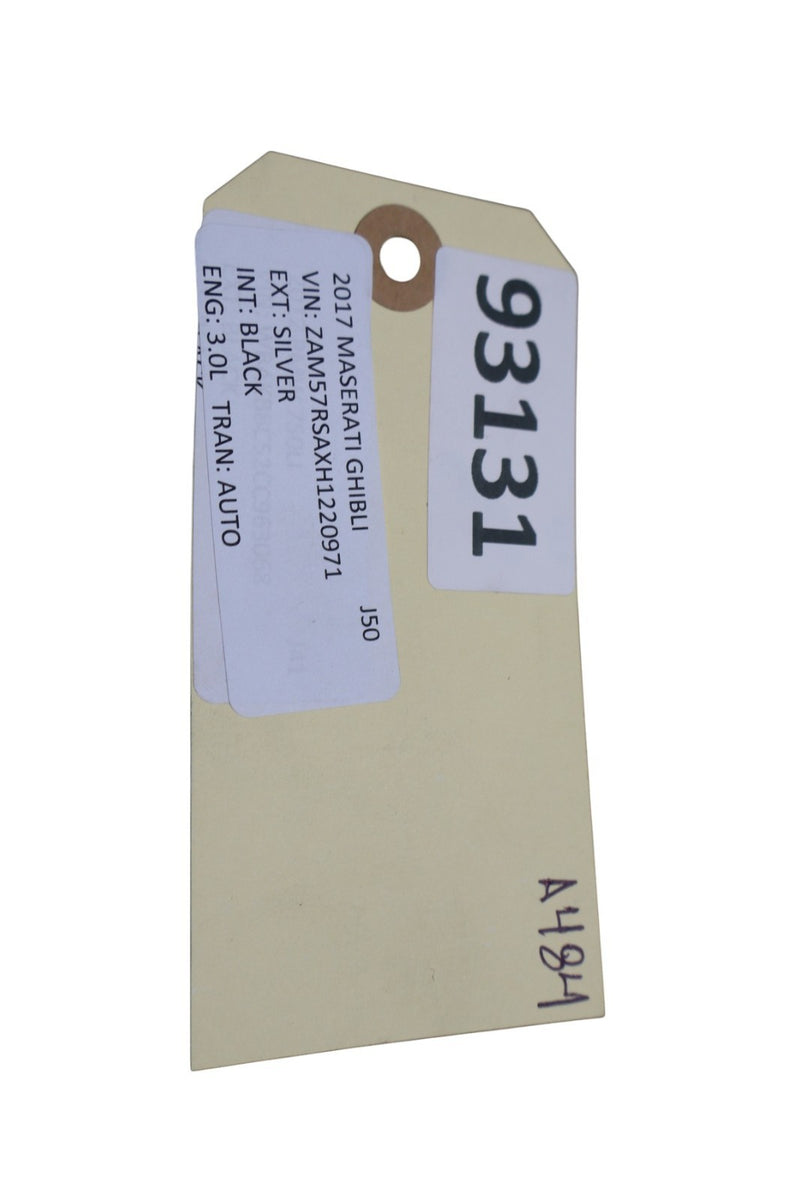 93131
2017 MASERATI GHIBLI
J50
VIN: ZAM57RSAXH1220971
EXT: SILVER
INT: BLACK
ENG: 3.0L TRAN: AUTO
A484